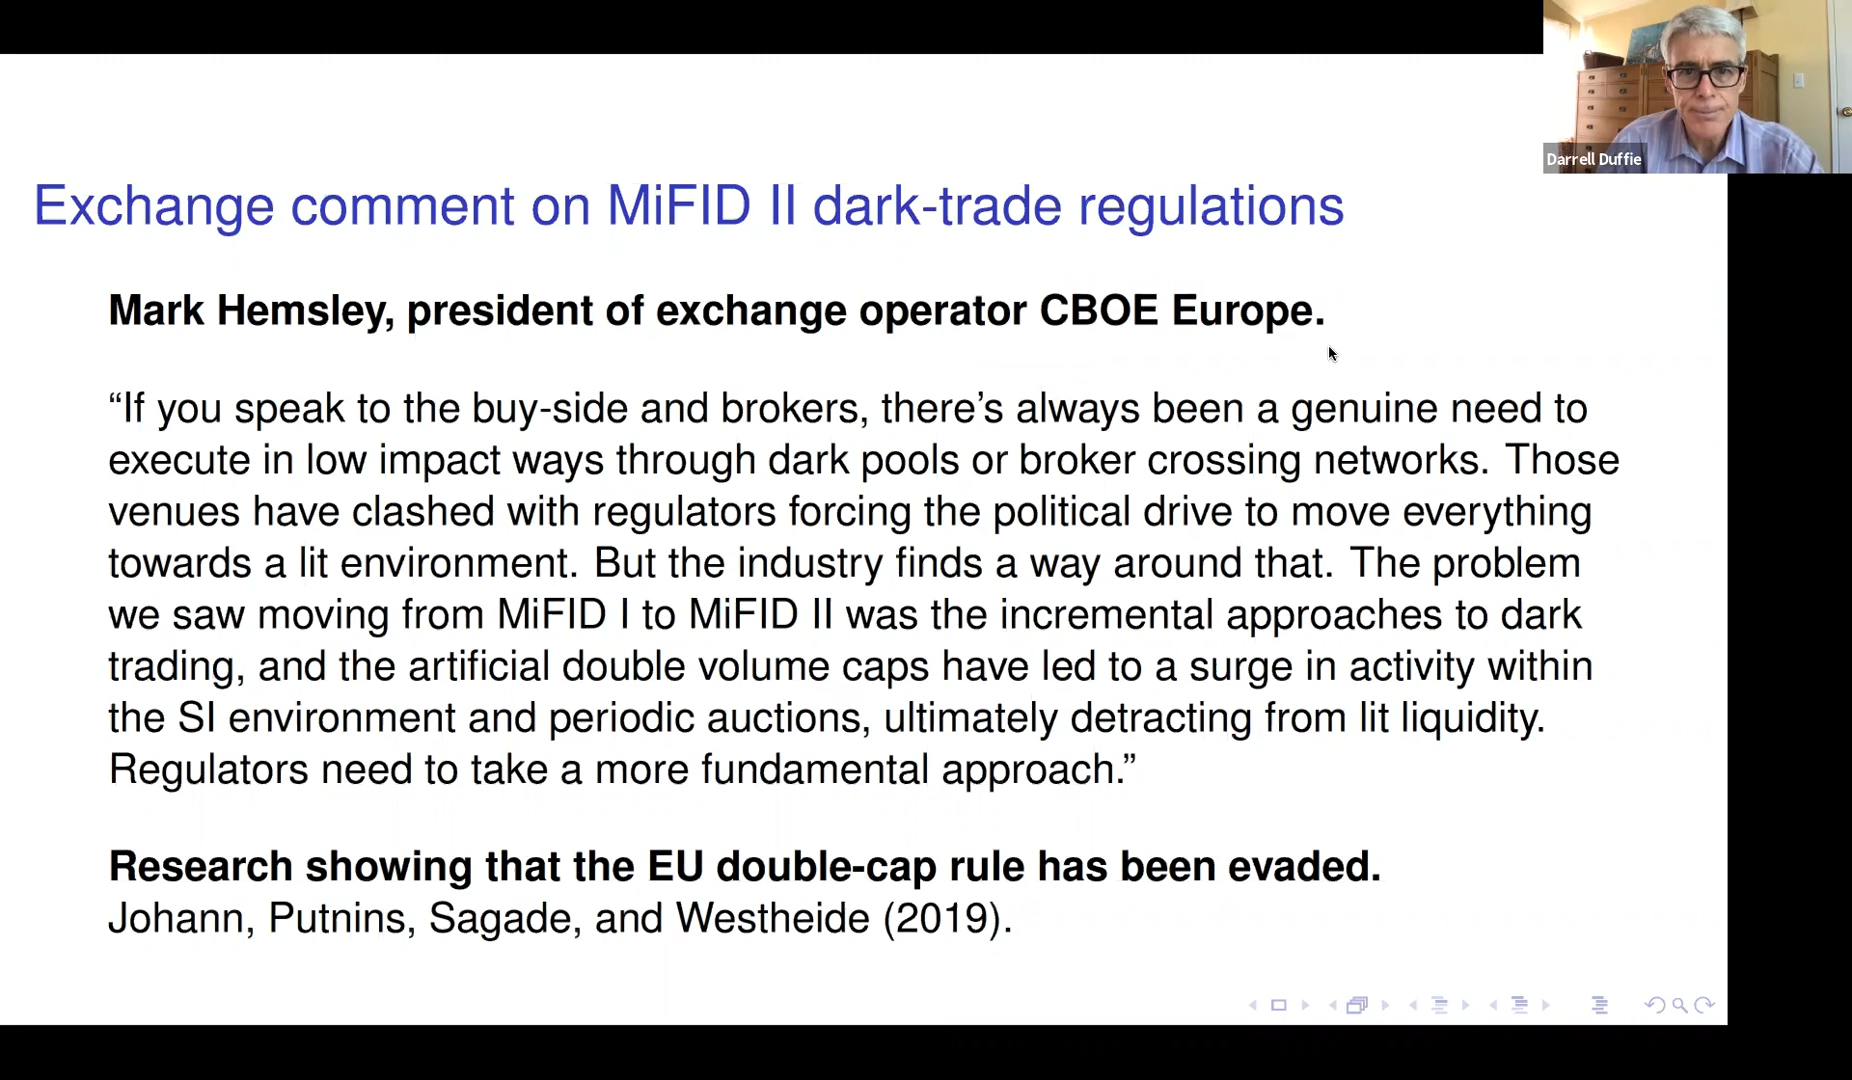 Darrell Duffie
Exchange comment on MiFID II dark-trade regulations
Mark Hemsley, president of exchange operator CBOE Europe.
“If you speak to the buy-side and brokers, there’s always been a genuine need to
execute in low impact ways through dark pools or broker crossing networks. Those
venues have clashed with regulators forcing the political drive to move everything
towards a lit environment. But the industry finds a way around that. The problem
we saw moving from MiFID I to MiFID II was the incremental approaches to dark
trading, and the artificial double volume caps have led to a surge in activity within
the SI environment and periodic auctions, ultimately detracting from lit liquidity.
Regulators need to take a more fundamental approach.”
Research showing that the EU double-cap rule has been evaded.
Johann, Putnins, Sagade, and Westheide (2019).